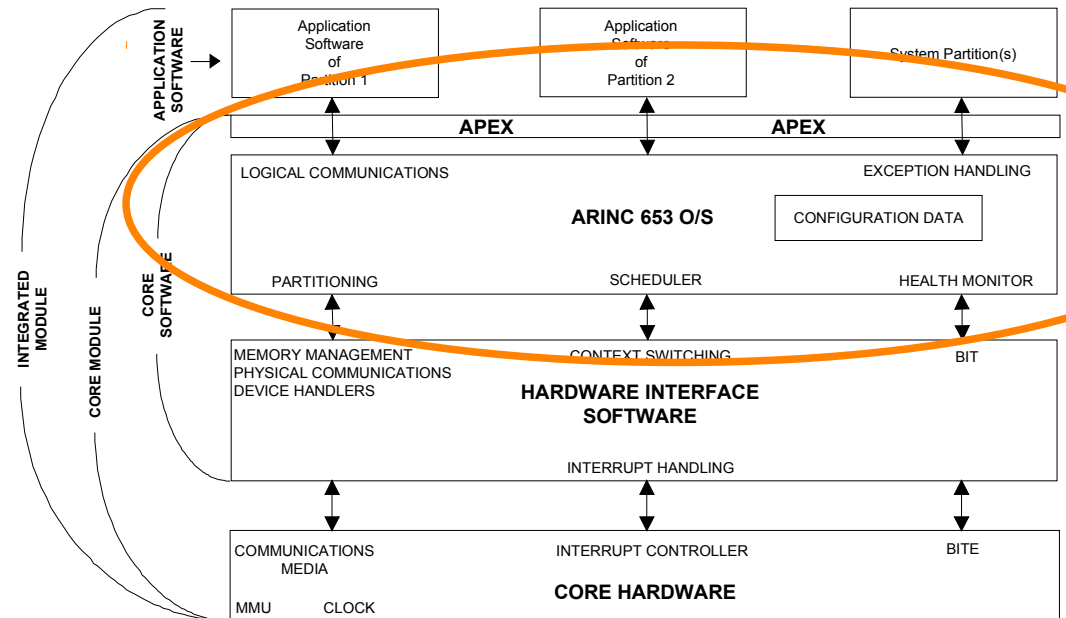 Application
Software
of
Partition 1
Application
Software
of
Partition 2
System Partition(s)
APPLICATION
SOFTWARE
APEX
APEX
LOGICAL COMMUNICATIONS
EXCEPTION HANDLING
ARINC 653 O/S
CONFIGURATION DATA
PARTITIONING
SCHEDULER
HEALTH MONITOR
INTEGRATED
MODULE
CORE MODULE
CORE
SOFTWARE
MEMORY MANAGEMENT
PHYSICAL COMMUNICATIONS
DEVICE HANDLERS
CONTEXT SWITCHING
BIT
HARDWARE INTERFACE
SOFTWARE
INTERRUPT HANDLING
COMMUNICATIONS
MEDIA
INTERRUPT CONTROLLER
BITE
CORE HARDWARE
MMU
CLOCK